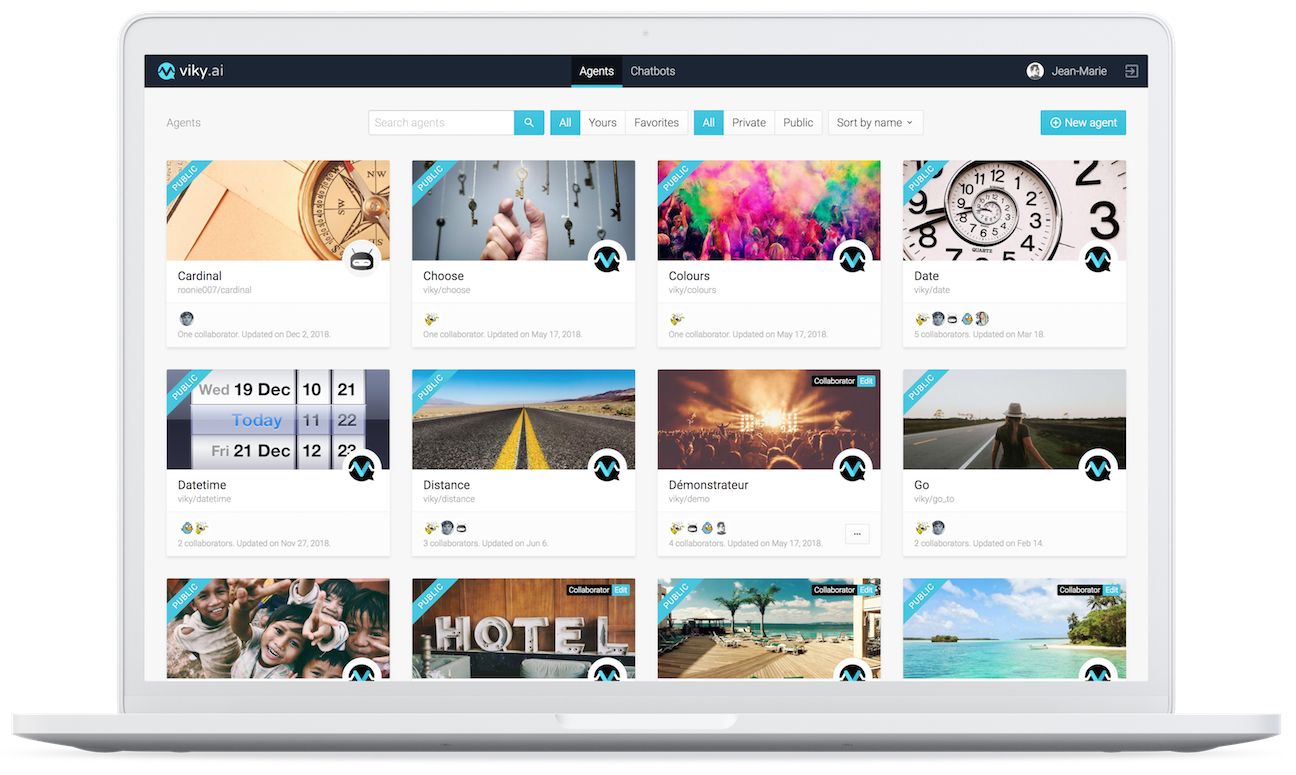 viky.ai
Agents Chatbots
Jean-Marie
Agents
Search agents
All Yours Favorites
All Private Public
Sort by name
New agent
PUBLIC
NW
W
SW
Cardinal
roonie007/cardinal
One collaborator. Updated on Dec 2, 2018.
PUBLIC
Choose
viky/choose
One collaborator. Updated on May 17, 2018.
PUBLIC
Colours
viky/colours
One collaborator. Updated on May 17, 2018.
PUBLIC
QUARTZ
Date
viky/date
5 collaborators. Updated on Mar 18.
PUBLIC
Wed 19 Dec 10 21
Today 11 22
Fri 21 Dec 12 23
Datetime
viky/datetime
2 collaborators. Updated on Nov 27, 2018.
PUBLIC
Distance
viky/distance
3 collaborators. Updated on Jun 6.
Collaborator Edit
Démonstrateur
viky/demo
4 collaborators. Updated on May 17, 2018.
...
PUBLIC
Go
viky/go_to
2 collaborators. Updated on Feb 14.
PUBLIC
PUBLIC
Collaborator Edit
HOTEL
PUBLIC
Collaborator Edit
PUBLIC
Collaborator Edit